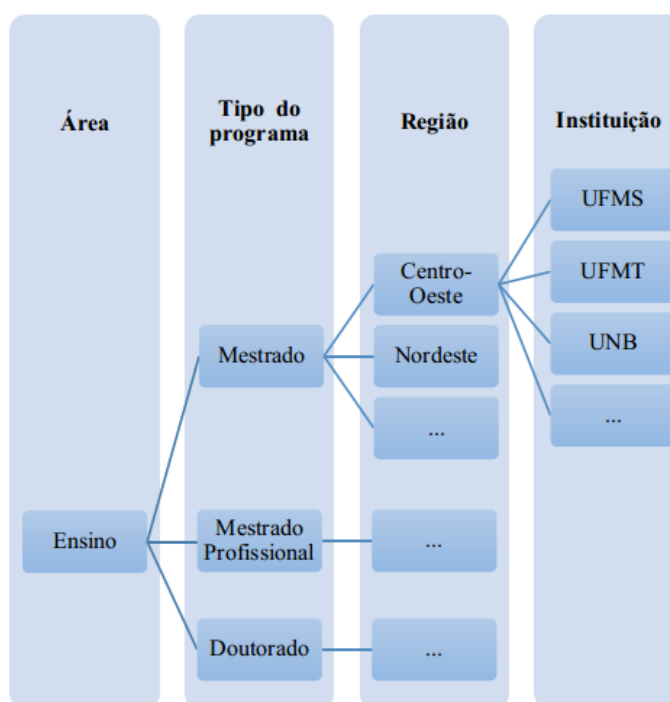 Área
Tipo do
programa
Região
Instituição
UFMS
Centro-
Oeste
UFMT
Mestrado
Nordeste
UNB
...
...
Ensino
Mestrado
Profissional
...
Doutorado
...